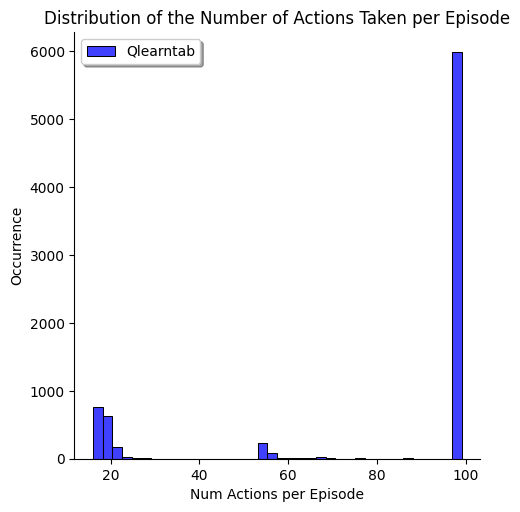 Distribution of the Number of Actions Taken per Episode
Qlearntab
6000
5000
4000
3000
2000
1000
0
Occurrence
20 40 60 80 100
Num Actions per Episode